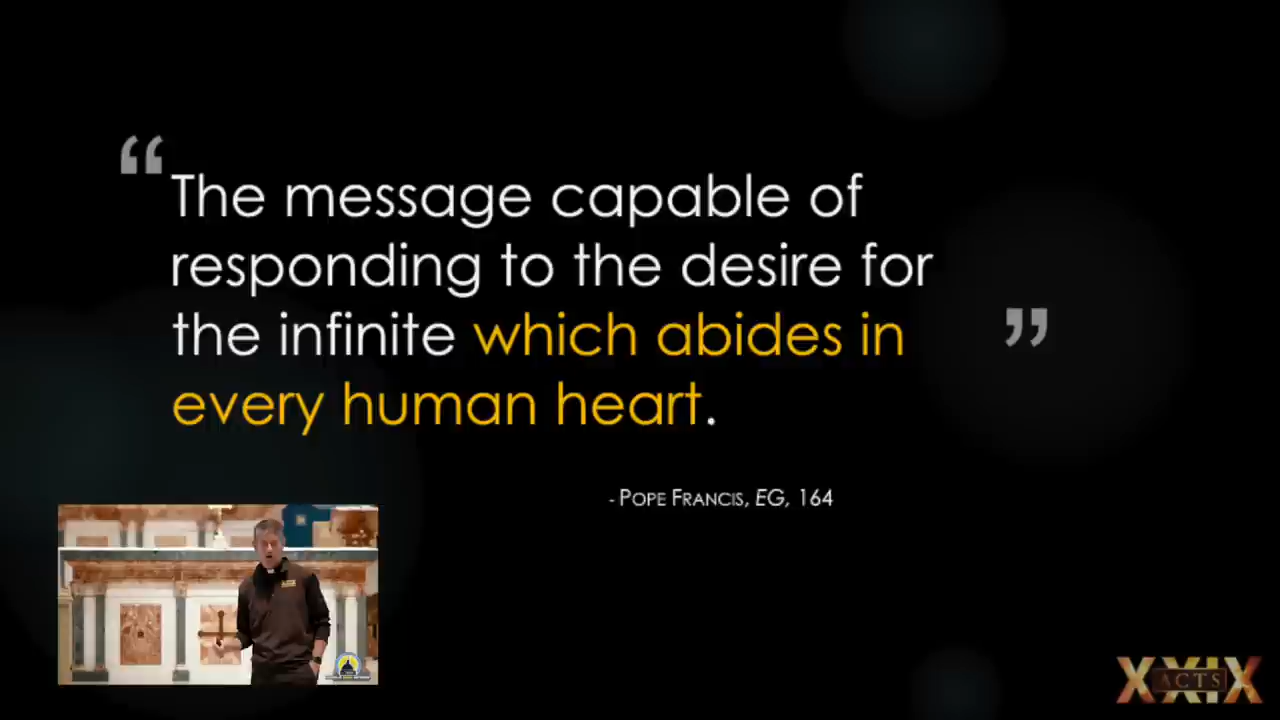 “The message capable of
responding to the desire for
the infinite which abides in
every human heart.”
- POPE FRANCIS, EG, 164
XXIX
ACTS